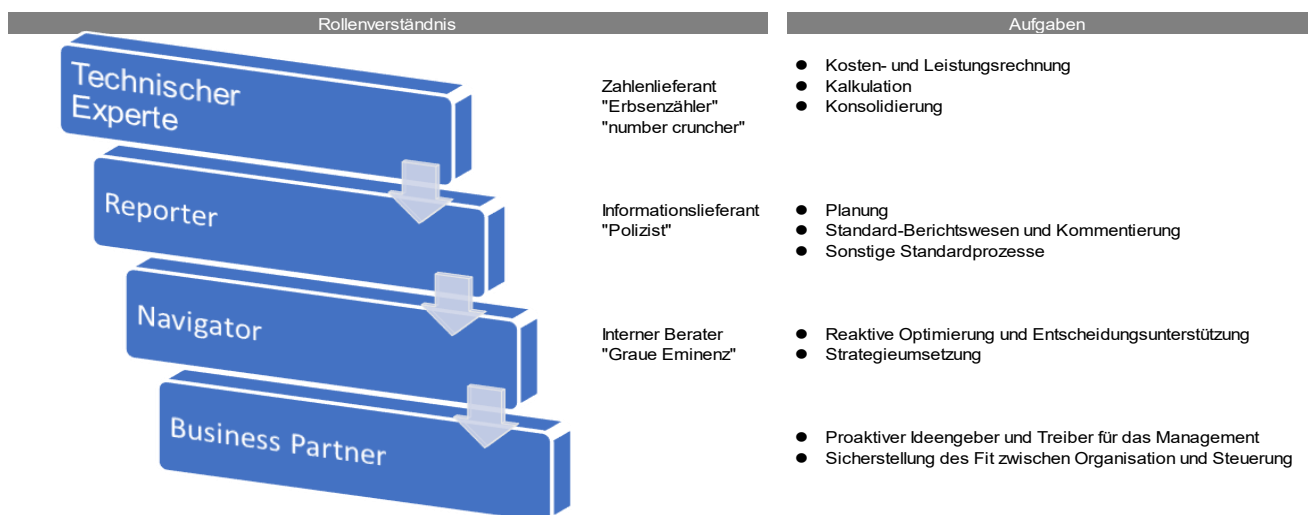 Rollenverständnis
Aufgaben
Technischer
Experte
Zahlenlieferant
"Erbsenzähler"
"number cruncher"
● Kosten- und Leistungsrechnung
● Kalkulation
● Konsolidierung
Reporter
Informationslieferant
"Polizist"
● Planung
● Standard-Berichtswesen und Kommentierung
● Sonstige Standardprozesse
Navigator
Interner Berater
"Graue Eminenz"
● Reaktive Optimierung und Entscheidungsunterstützung
● Strategieumsetzung
Business Partner
● Proaktiver Ideengeber und Treiber für das Management
● Sicherstellung des Fit zwischen Organisation und Steuerung